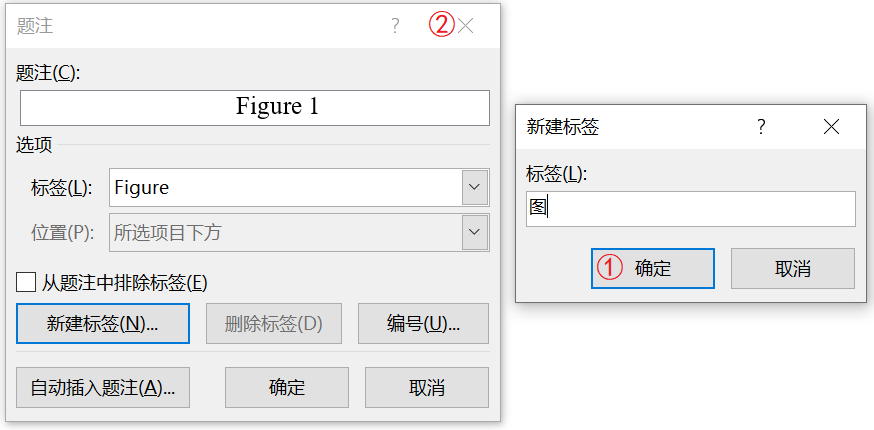 题注 ? ②
题注(C):
Figure 1
选项
标签(L): Figure
位置(P): 所选项目下方
从题注中排除标签(E)
新建标签(N)... 删除标签(D) 编号(U)...
自动插入题注(A)... 确定 取消
新建标签 ?
标签(L):
图
① 确定 取消